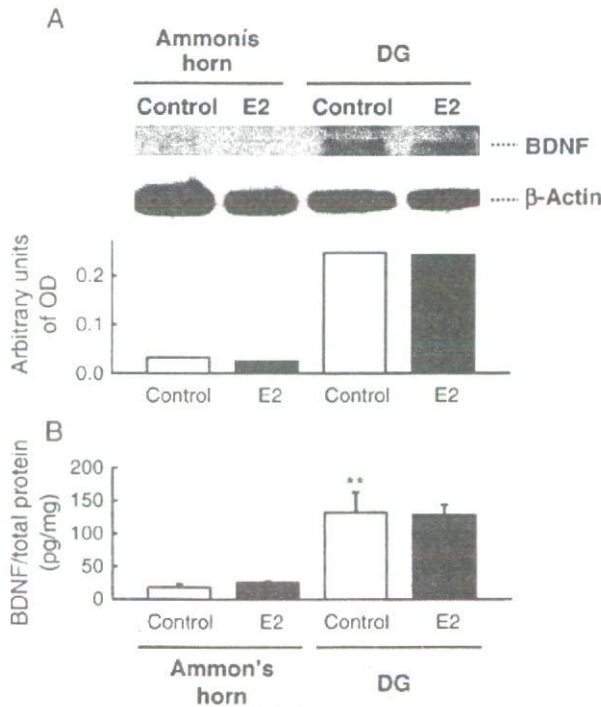 A
Ammonís horn
DG
Control E2 Control E2
BDNF
β-Actin
Arbitrary units of OD
0.2
0.1
0.0
Control E2 Control E2
B
BDNF/total protein (pg/mg)
200
150
100
50
0
**
Control E2 Control E2
Ammon's horn
DG